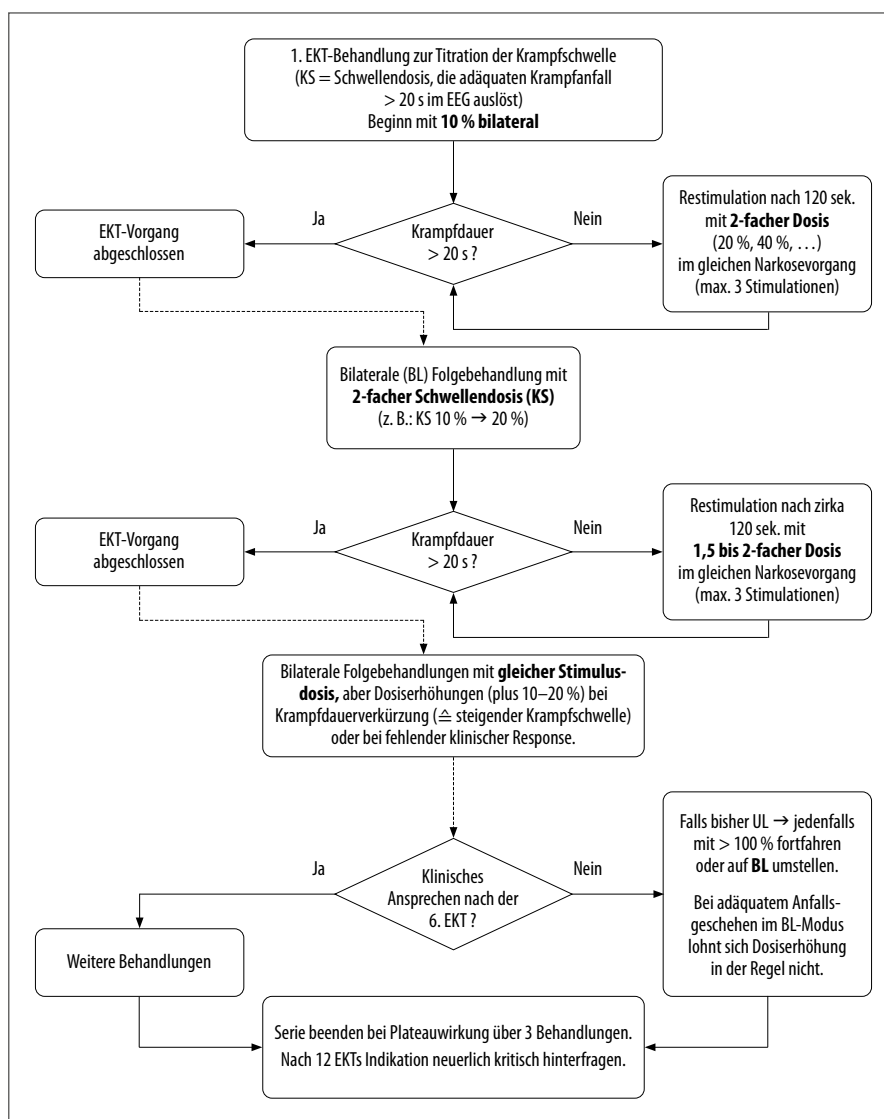 1. EKT-Behandlung zur Titration der Krampfschwelle
(KS = Schwellendosis, die adäquaten Krampfanfall
> 20 s im EEG auslöst)
Beginn mit 10 % bilateral
Ja
Nein
EKT-Vorgang
abgeschlossen
Krampfdauer
> 20 s ?
Restimulation nach 120 sek.
mit 2-facher Dosis
(20 %, 40 %, …)
im gleichen Narkosevorgang
(max. 3 Stimulationen)
Bilaterale (BL) Folgebehandlung mit
2-facher Schwellendosis (KS)
(z. B.: KS 10 % → 20 %)
Ja
Nein
EKT-Vorgang
abgeschlossen
Krampfdauer
> 20 s ?
Restimulation nach zirka
120 sek. mit
1,5 bis 2-facher Dosis
im gleichen Narkosevorgang
(max. 3 Stimulationen)
Bilaterale Folgebehandlungen mit gleicher Stimulus-
dosis, aber Dosiserhöhungen (plus 10–20 %) bei
Krampfdauerverkürzung (≙ steigender Krampfschwelle)
oder bei fehlender klinischer Response.
Ja
Nein
Klinisches
Ansprechen nach der
6. EKT ?
Weitere Behandlungen
Falls bisher UL → jedenfalls
mit > 100 % fortfahren
oder auf BL umstellen.
Bei adäquatem Anfalls-
geschehen im BL-Modus
lohnt sich Dosiserhöhung
in der Regel nicht.
Serie beenden bei Plateauwirkung über 3 Behandlungen.
Nach 12 EKTs Indikation neuerlich kritisch hinterfragen.